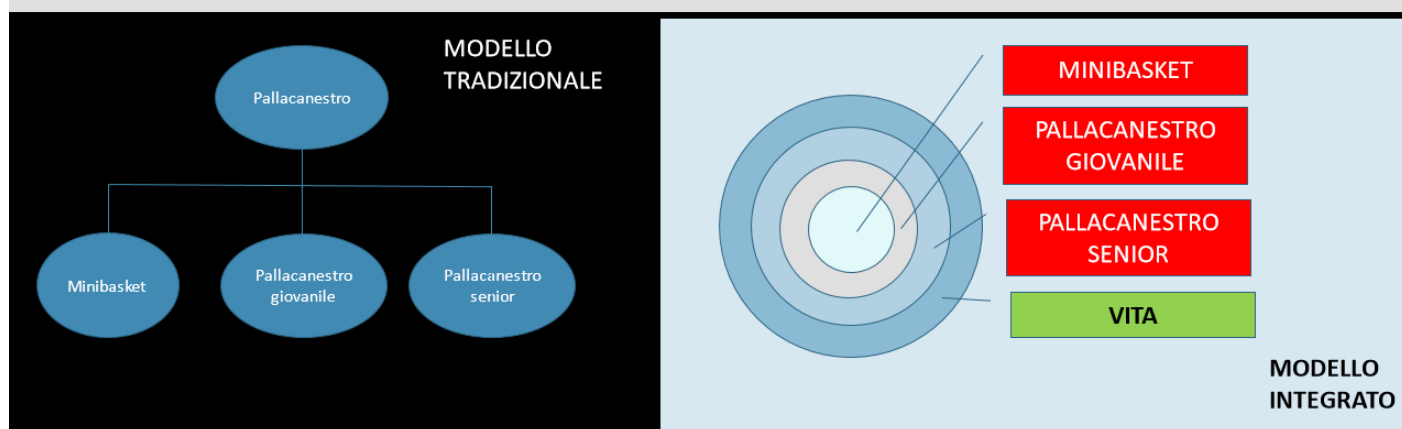 MODELLO
TRADIZIONALE
Pallacanestro
Minibasket
Pallacanestro
giovanile
Pallacanestro
senior
MINIBASKET
PALLACANESTRO
GIOVANILE
PALLACANESTRO
SENIOR
VITA
MODELLO
INTEGRATO